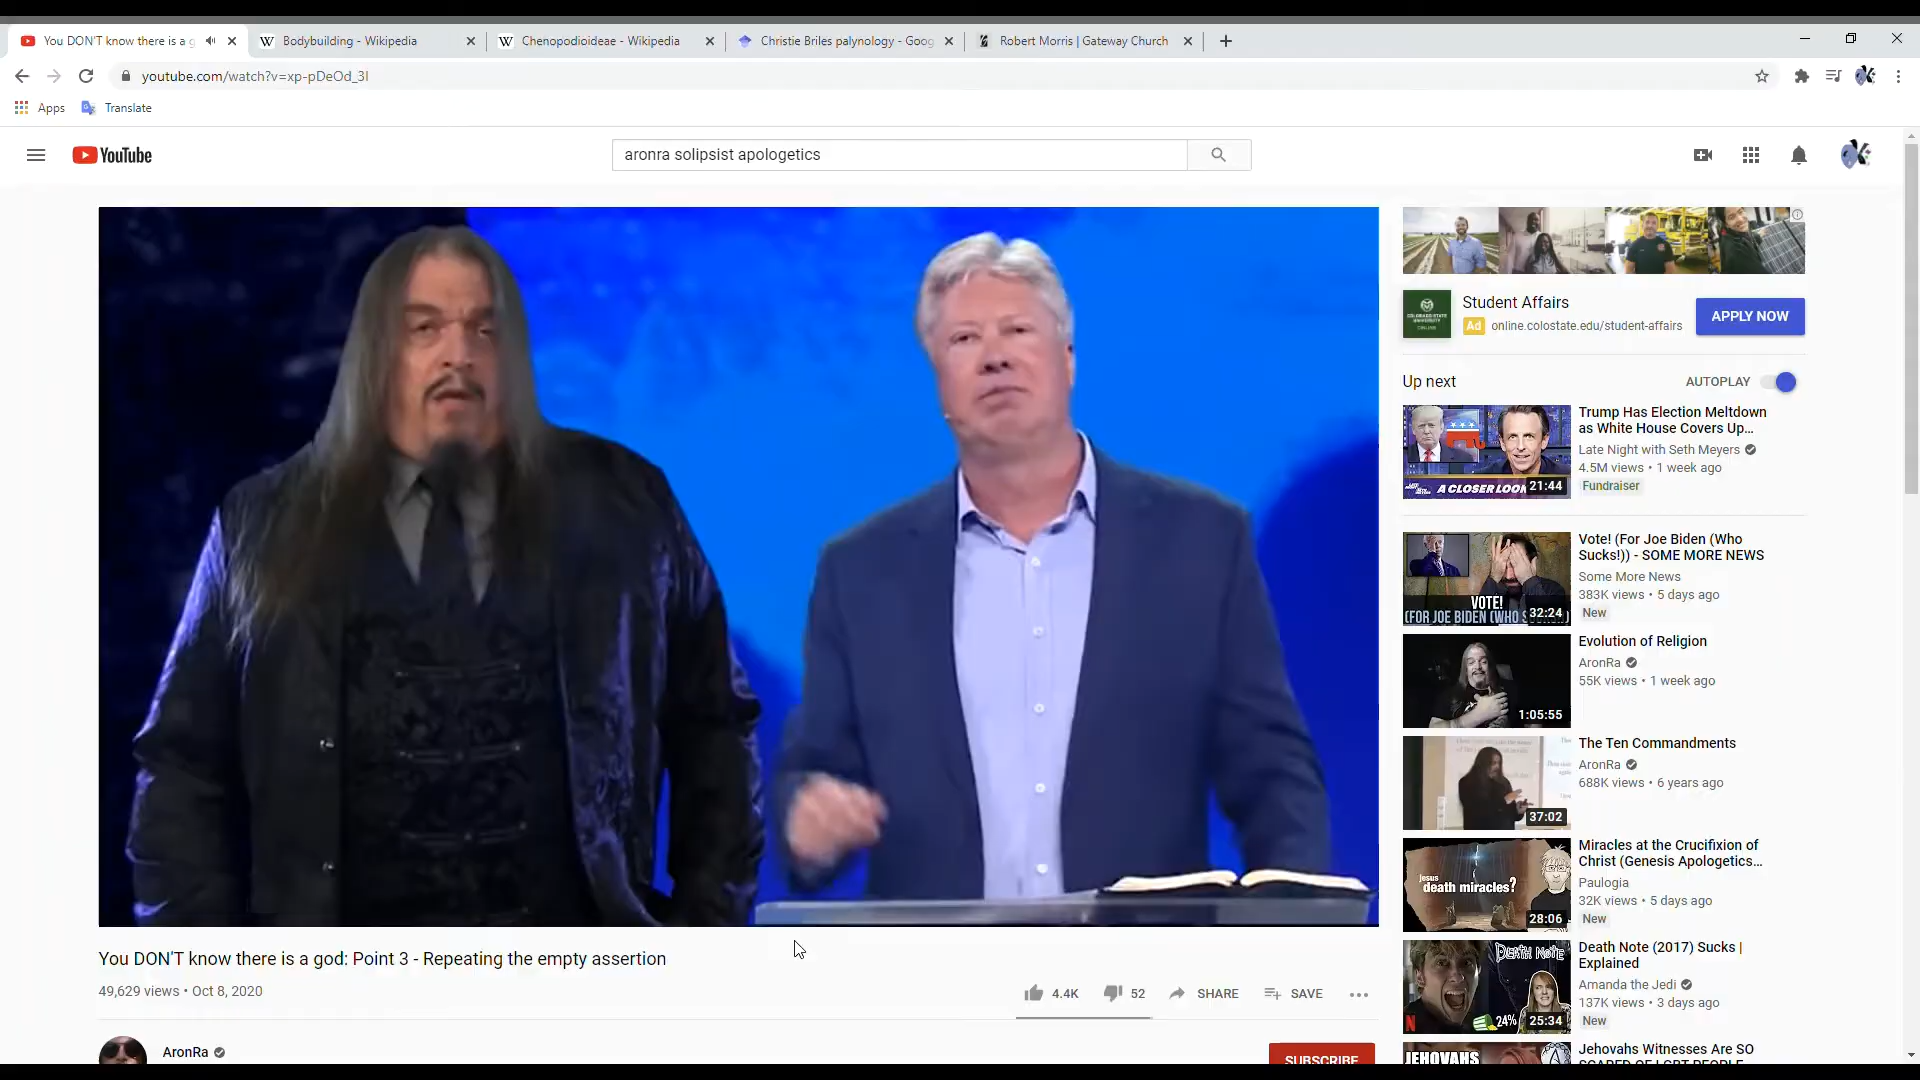 You DON'T know there is a g
Bodybuilding - Wikipedia
Chenopodioideae - Wikipedia
Christie Briles palynology - Goog
Robert Morris | Gateway Church
youtube.com/watch?v=xp-pDeOd_3I
Apps
Translate
YouTube
aronra solipsist apologetics
Student Affairs
Ad online.colostate.edu/student-affairs
APPLY NOW
Up next
AUTOPLAY
Trump Has Election Meltdown
as White House Covers Up...
Late Night with Seth Meyers
4.5M views • 1 week ago
Fundraiser
A CLOSER LOOK
21:44
Vote! (For Joe Biden (Who
Sucks!)) - SOME MORE NEWS
Some More News
383K views • 5 days ago
New
VOTE!
(FOR JOE BIDEN (WHO
32:24
Evolution of Religion
AronRa
55K views • 1 week ago
1:05:55
The Ten Commandments
AronRa
688K views • 6 years ago
37:02
Miracles at the Crucifixion of
Christ (Genesis Apologetics...
Paulogia
32K views • 5 days ago
New
Jesus
death miracles?
28:06
Death Note (2017) Sucks |
Explained
Amanda the Jedi
137K views • 3 days ago
New
DEATH NOTE
24%
25:34
Jehovahs Witnesses Are SO
SCARED OF LGBT PEOPLE
JEHOVAHS
You DON'T know there is a god: Point 3 - Repeating the empty assertion
49,629 views • Oct 8, 2020
4.4K
52
SHARE
SAVE
AronRa
SUBSCRIBE